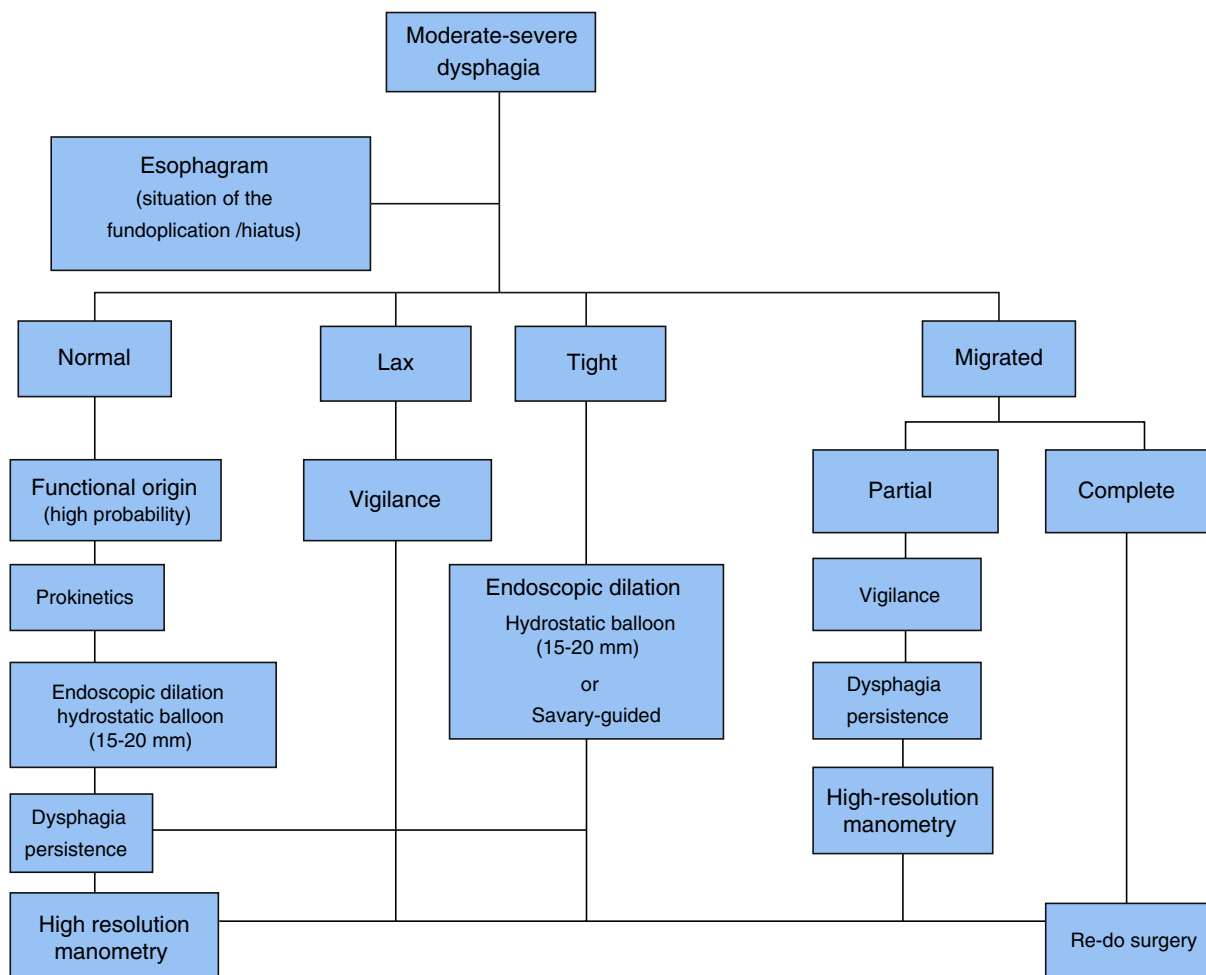 Moderate-severe
dysphagia
Esophagram
(situation of the
fundoplication /hiatus)
Normal
Lax
Tight
Migrated
Functional origin
(high probability)
Vigilance
Partial
Complete
Prokinetics
Endoscopic dilation
Hydrostatic balloon
(15-20 mm)
or
Savary-guided
Vigilance
Endoscopic dilation
hydrostatic balloon
(15-20 mm)
Dysphagia
persistence
Dysphagia
persistence
High-resolution
manometry
High resolution
manometry
Re-do surgery